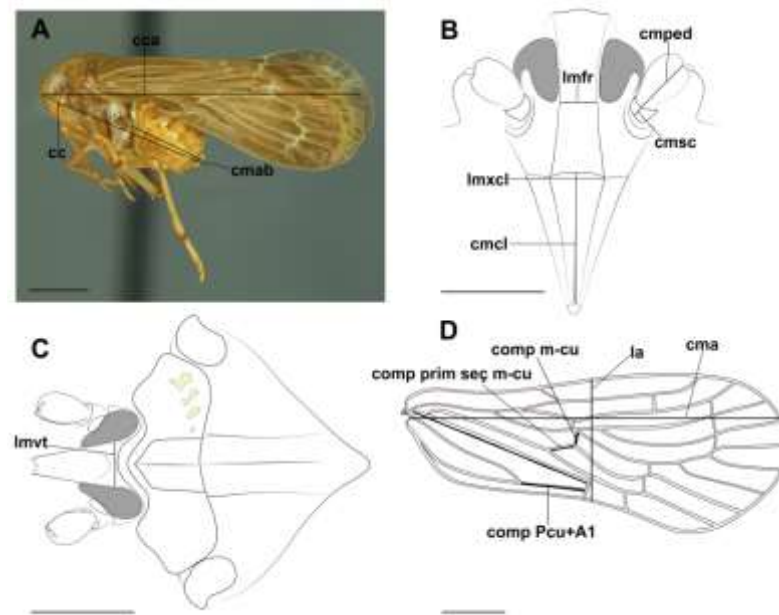 A
cca
cc
cmab
B
cmped
lmfr
cmsc
lmxcl
cmcl
C
lmvt
D
comp m-cu
la
cma
comp prim seç m-cu
comp Pcu+A1